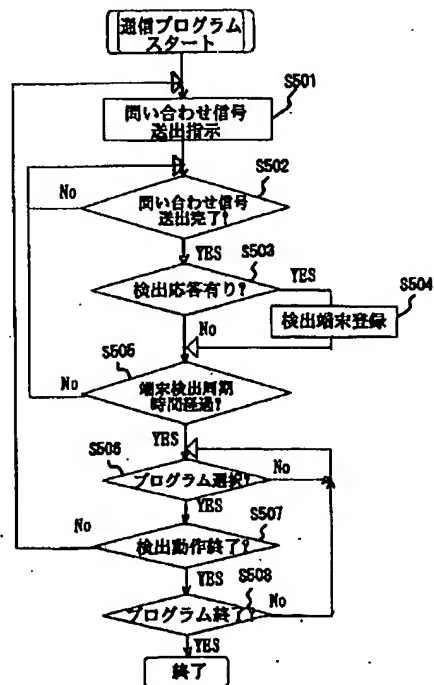 通信プログラム
スタート
S501
問い合わせ信号
送出指示
S502
No
問い合わせ信号
送出完了?
YES
S503
検出応答有り?
YES
S504
検出端末登録
No
S505
No
端末検出周期
時間経過?
YES
S506
プログラム選択?
No
YES
S507
No
検出動作終了?
YES
S508
プログラム終了?
No
YES
終了